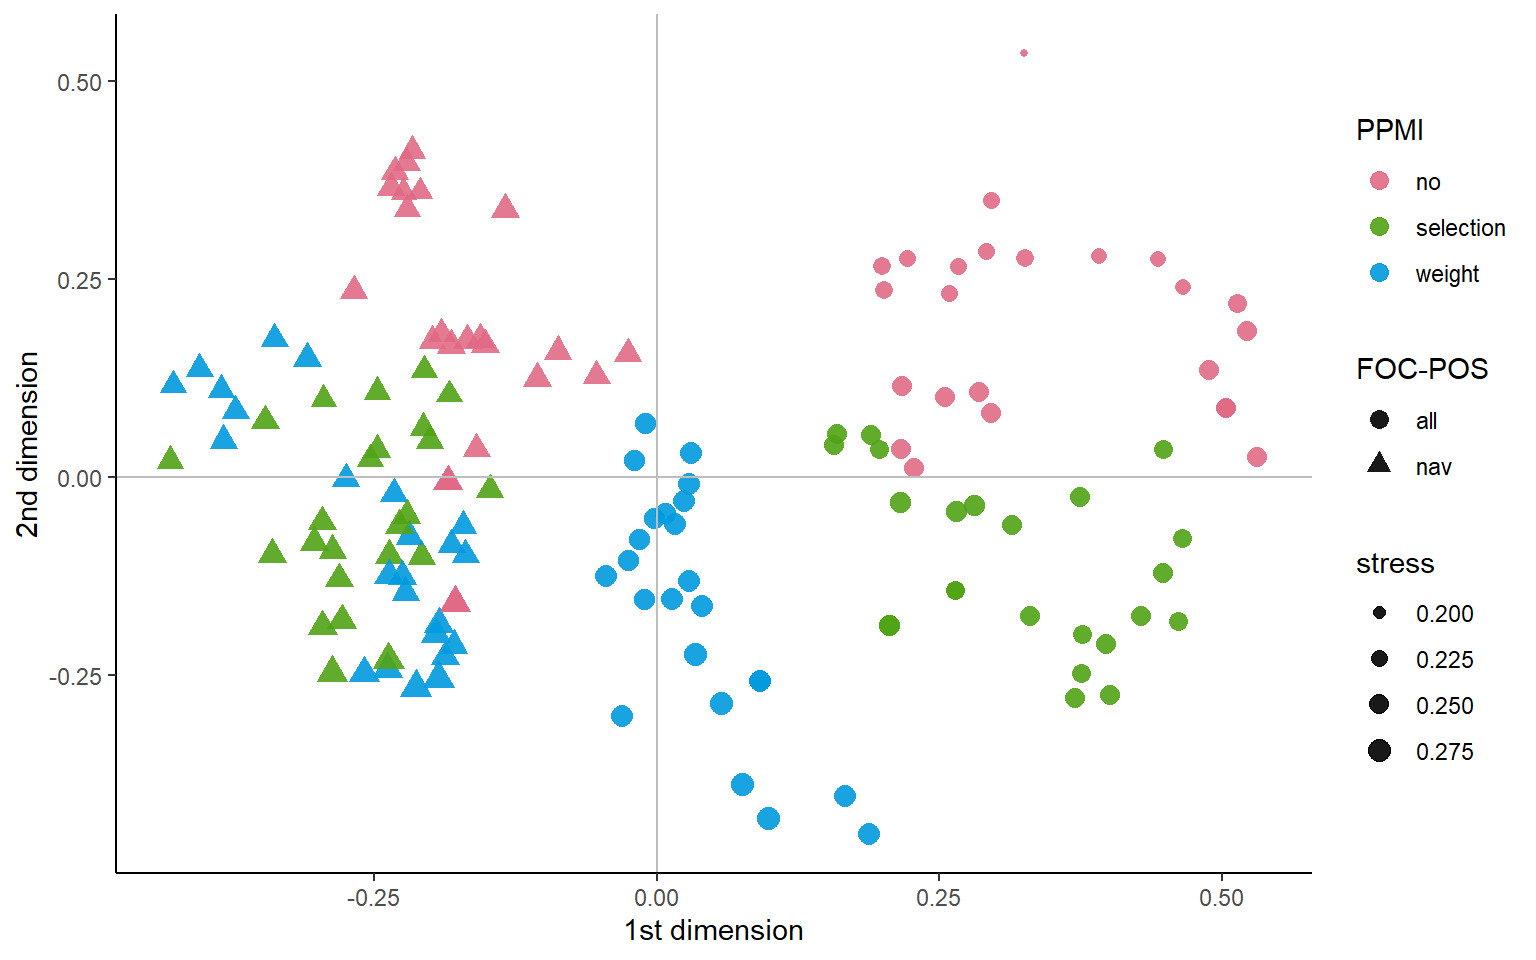 0.50
0.25
0.00
-0.25
2nd dimension
-0.25
0.00
0.25
0.50
1st dimension
PPMI
no
selection
weight
FOC-POS
all
nav
stress
0.200
0.225
0.250
0.275